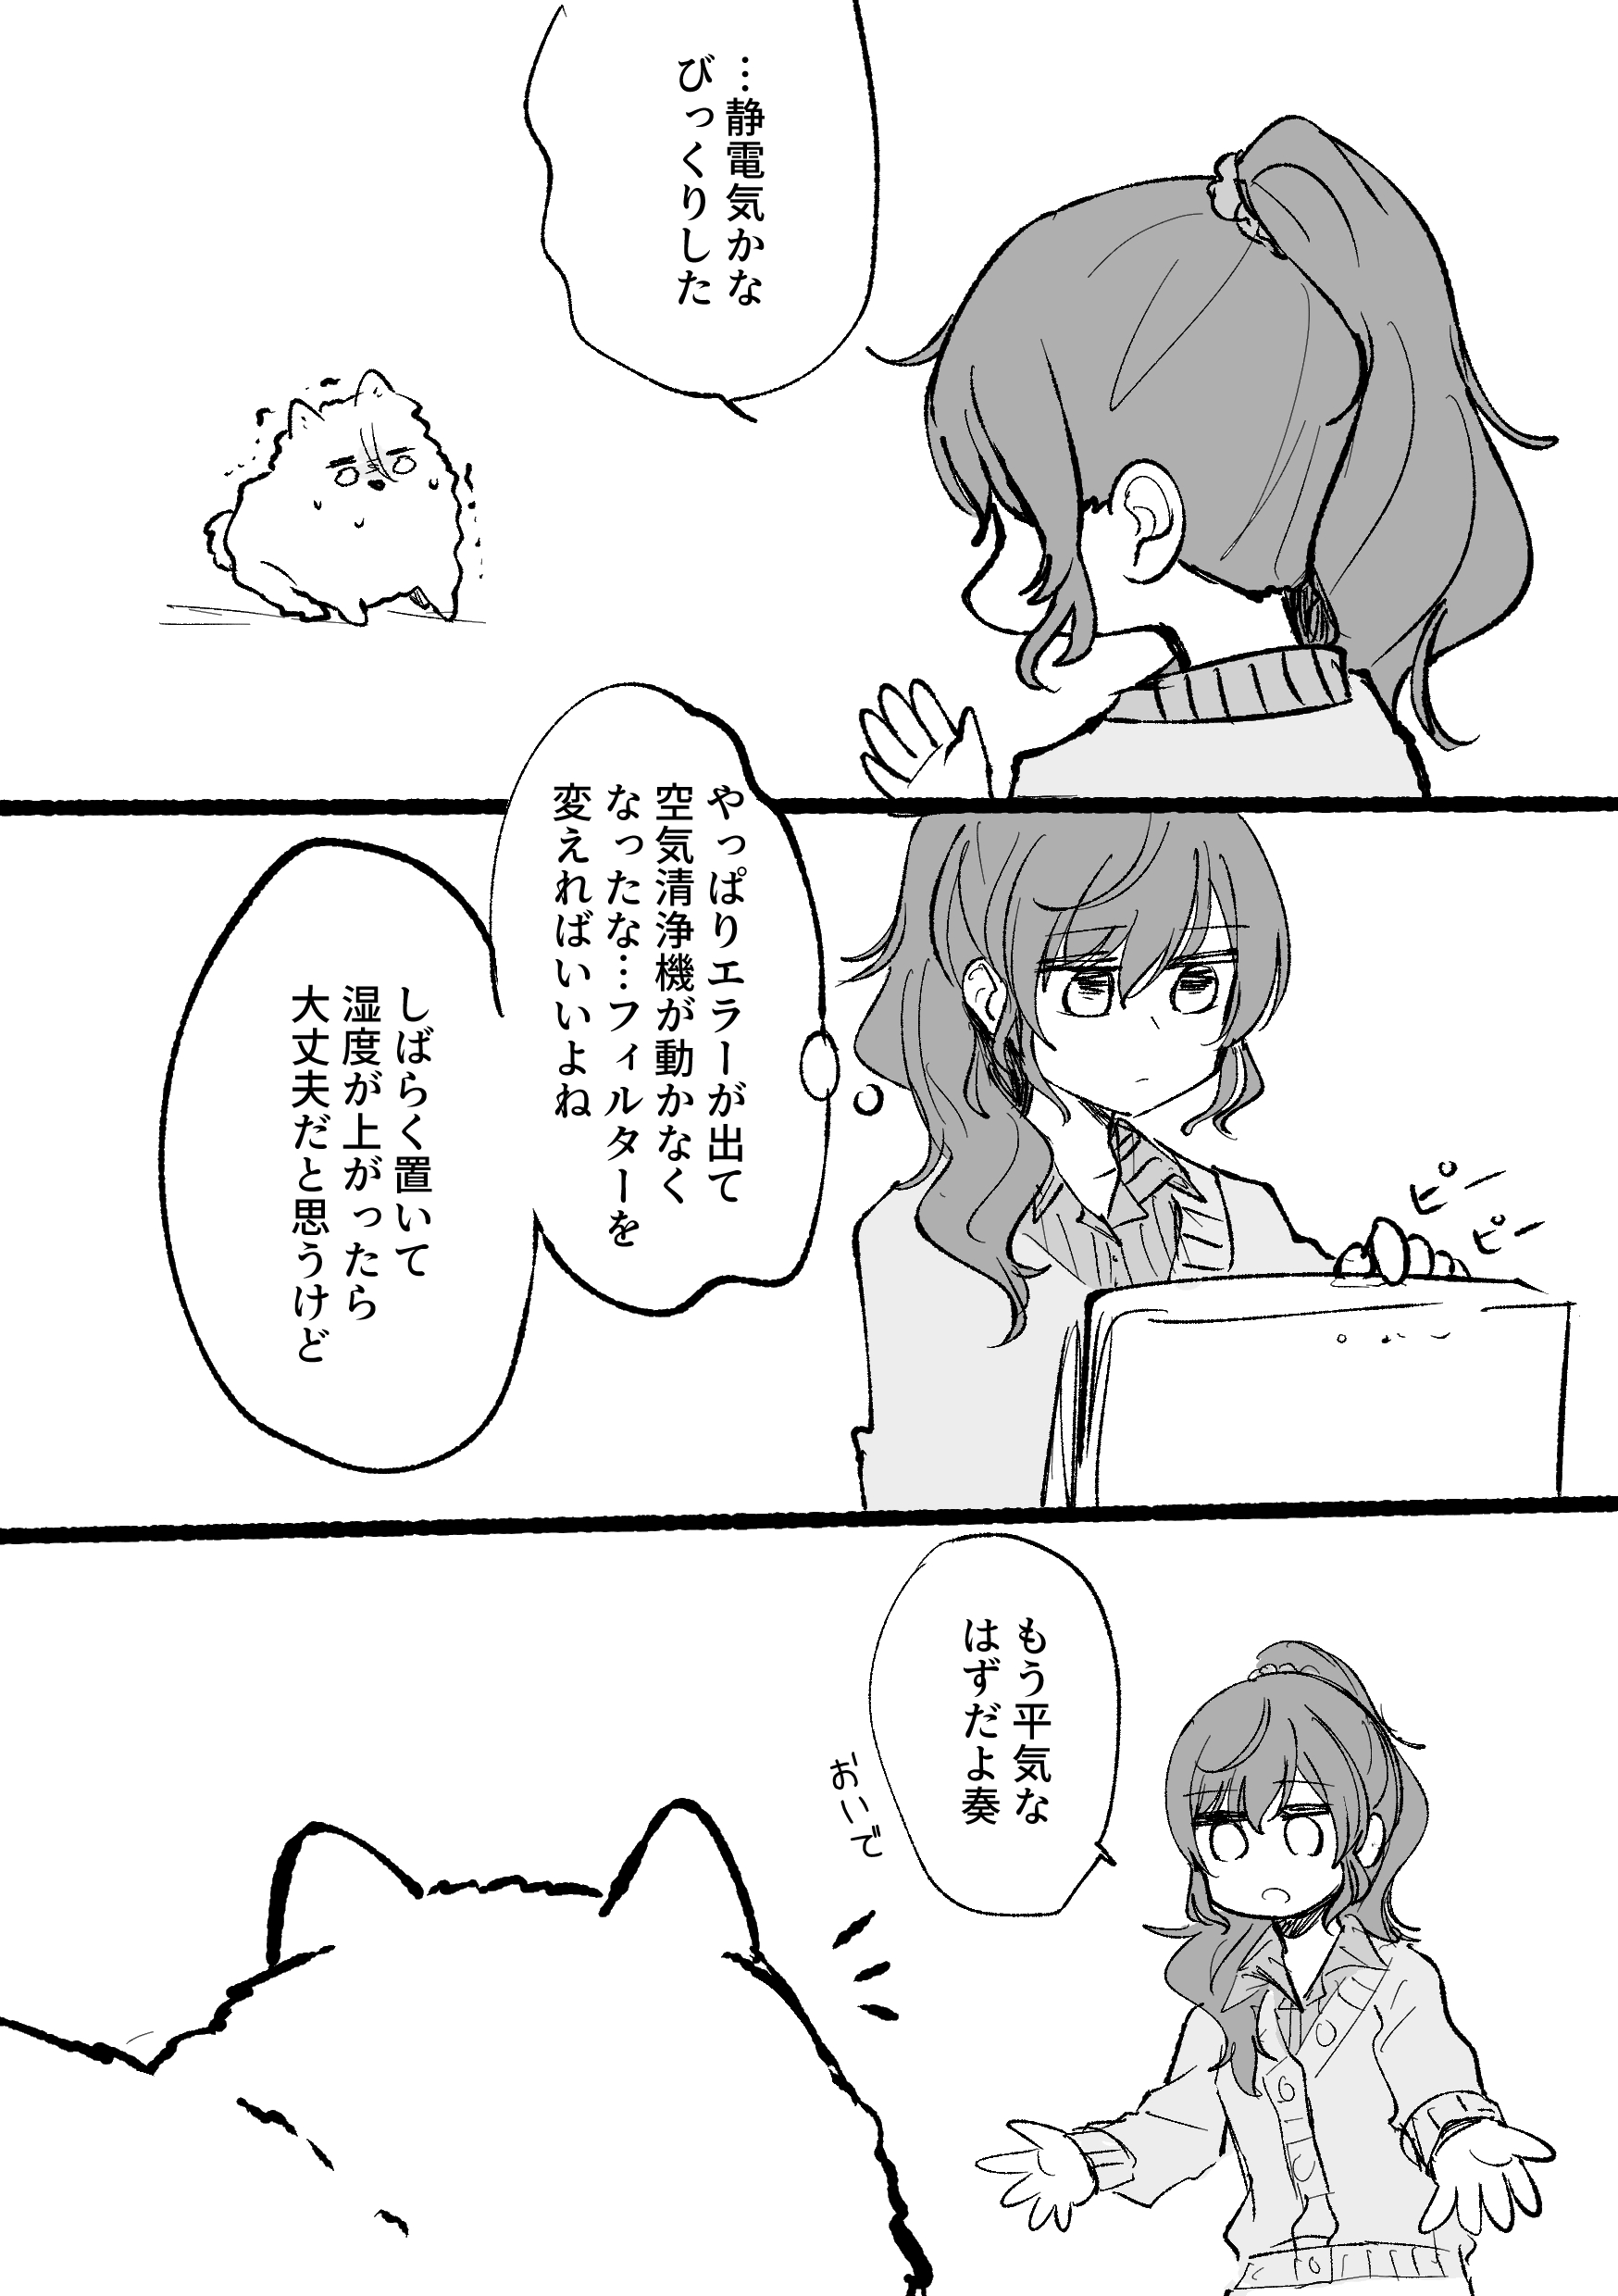 …静電気かな
びっくりした
やっぱりエラーが出て
空気清浄機が動かなく
なったな…フィルターを
変えればいいよね
しばらく置いて
湿度が上がったら
大丈夫だと思うけど
ピー
ピー
もう平気な
はずだよ奏
おいで